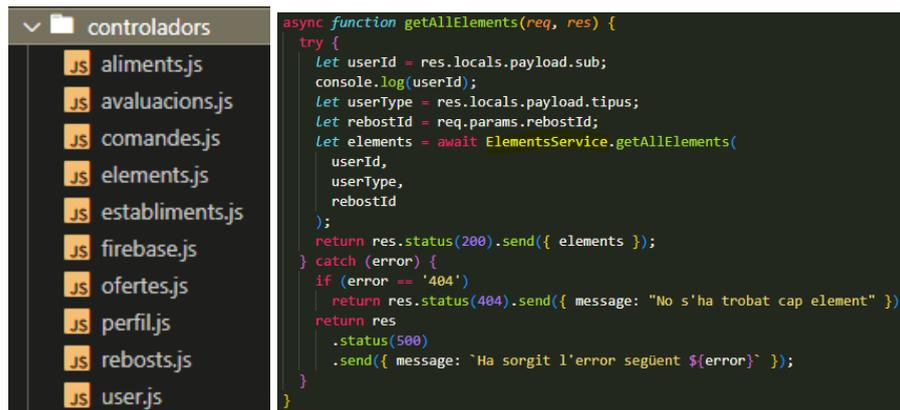 controladors
JS aliments.js
JS avaluacions.js
JS comandes.js
JS elements.js
JS establiments.js
JS firebase.js
JS ofertes.js
JS perfil.js
JS rebosts.js
JS user.js
async function getAllElements(req, res) {
try {
let userId = res.locals.payload.sub;
console.log(userId);
let userType = res.locals.payload.tipus;
let rebostId = req.params.rebostId;
let elements = await ElementsService.getAllElements(
userId,
userType,
rebostId
);
return res.status(200).send({ elements });
} catch (error) {
if (error == '404')
return res.status(404).send({ message: "No s'ha trobat cap element" })
return res
.status(500)
.send({ message: `Ha sorgit l'error següent ${error}` });
}
}